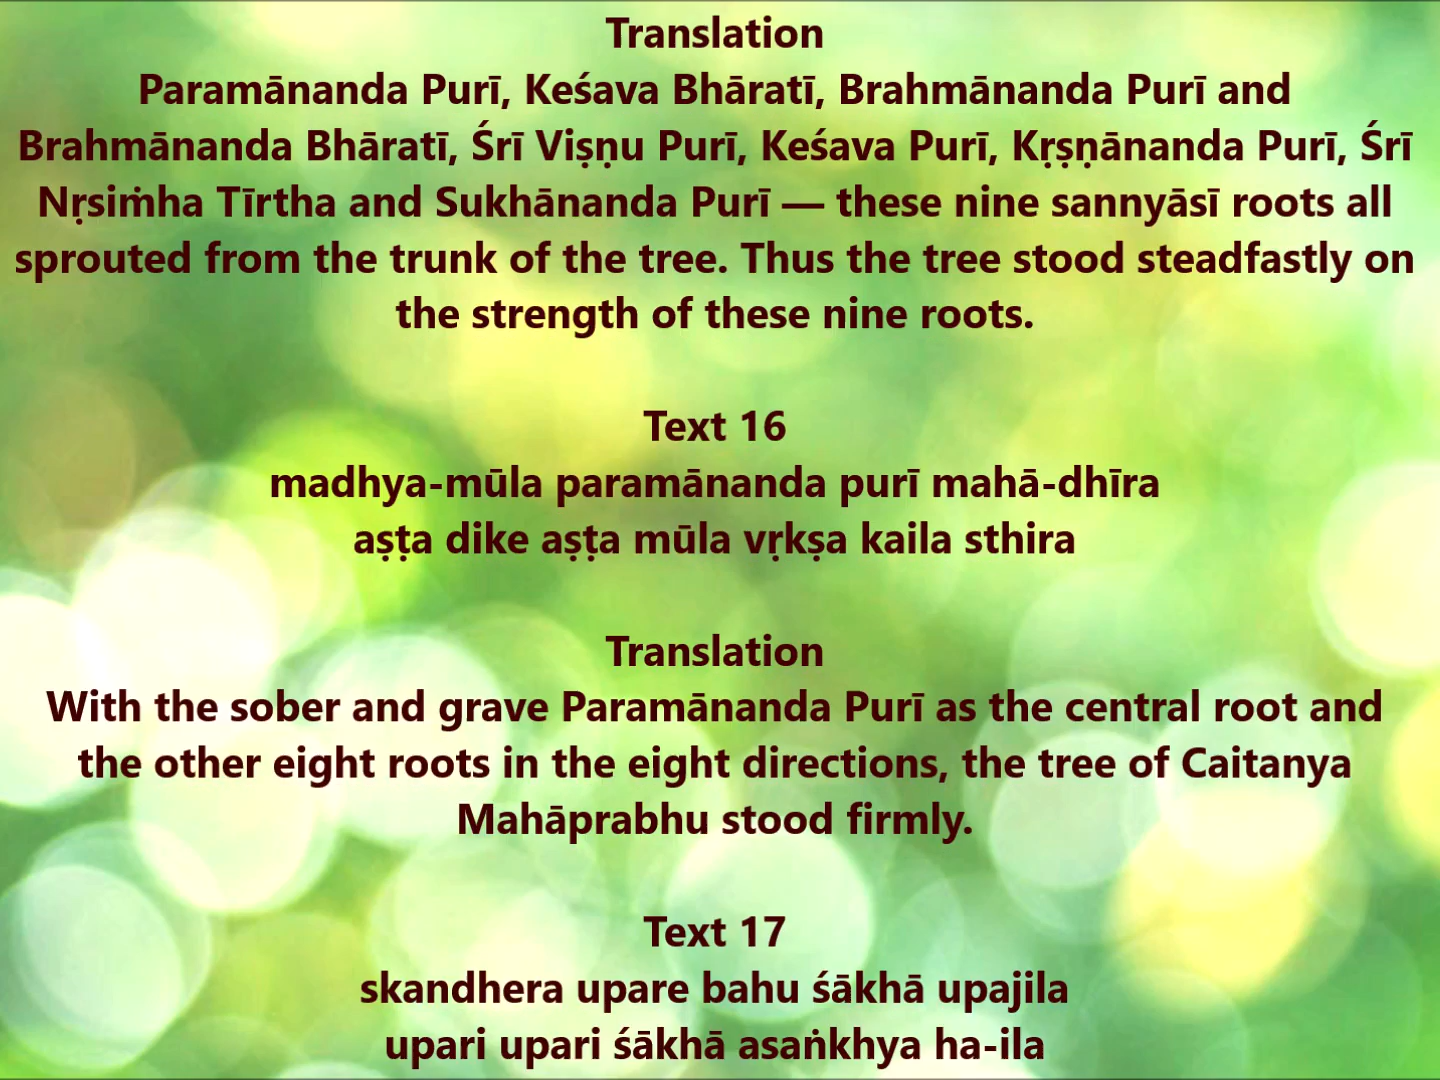 Translation
Paramānanda Purī, Keśava Bhāratī, Brahmānanda Purī and
Brahmānanda Bhāratī, Śrī Viṣṇu Purī, Keśava Purī, Kṛṣṇānanda Purī, Śrī
Nṛsiṁha Tīrtha and Sukhānanda Purī — these nine sannyāsī roots all
sprouted from the trunk of the tree. Thus the tree stood steadfastly on
the strength of these nine roots.
Text 16
madhya-mūla paramānanda purī mahā-dhīra
aṣṭa dike aṣṭa mūla vṛkṣa kaila sthira
Translation
With the sober and grave Paramānanda Purī as the central root and
the other eight roots in the eight directions, the tree of Caitanya
Mahāprabhu stood firmly.
Text 17
skandhera upare bahu śākhā upajila
upari upari śākhā asaṅkhya ha-ila